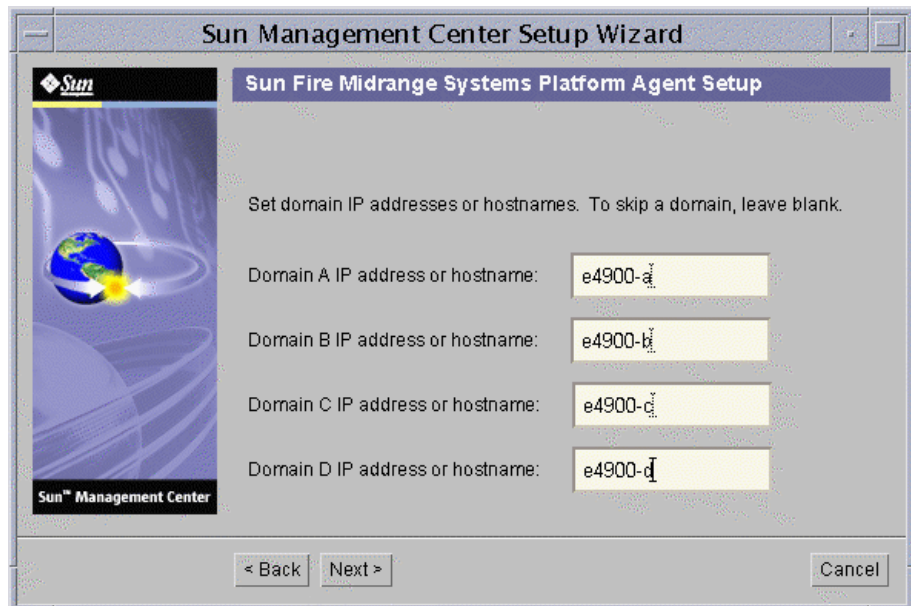 Sun Management Center Setup Wizard
Sun
Sun Fire Midrange Systems Platform Agent Setup
Set domain IP addresses or hostnames. To skip a domain, leave blank.
Domain A IP address or hostname: e4900-a
Domain B IP address or hostname: e4900-b
Domain C IP address or hostname: e4900-c
Domain D IP address or hostname: e4900-d
Sun™ Management Center
< Back Next > Cancel